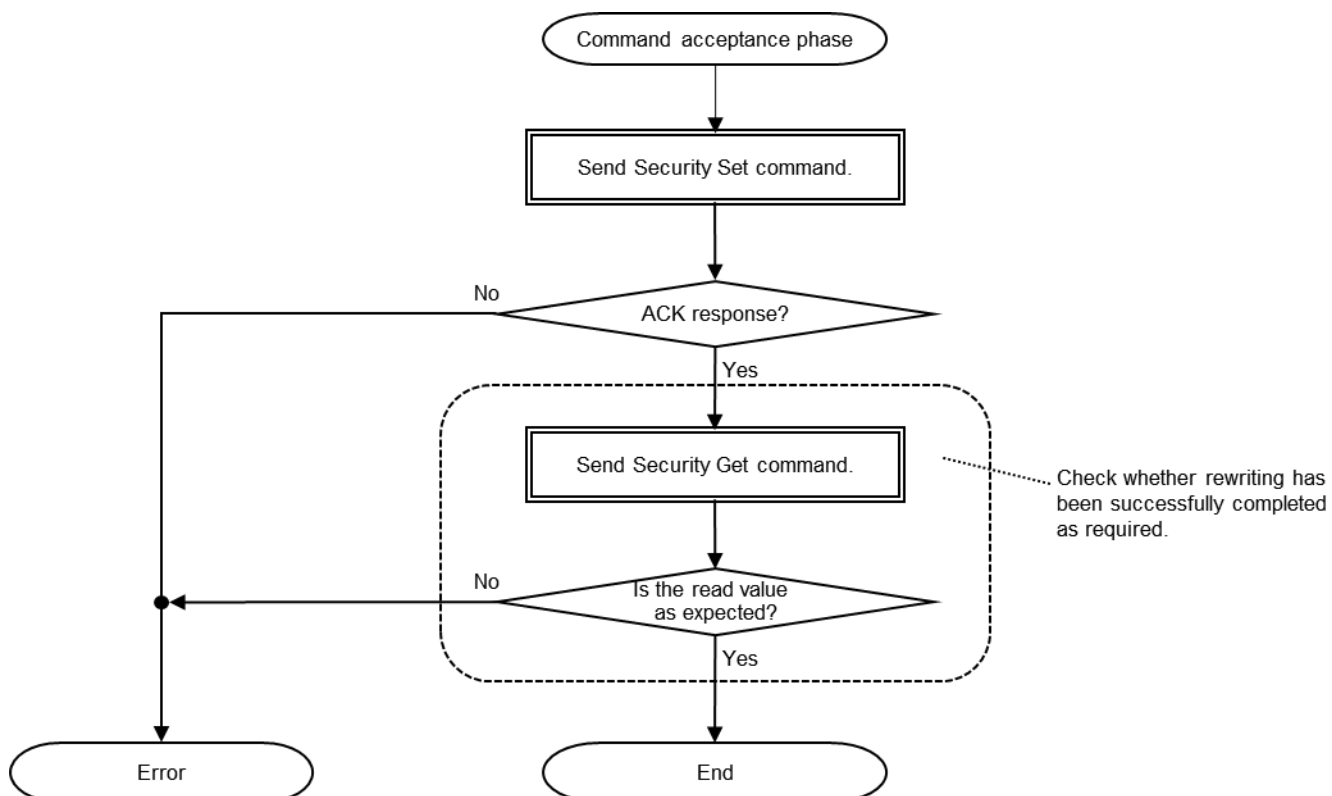 Command acceptance phase
Send Security Set command.
No
ACK response?
Yes
Send Security Get command.
Check whether rewriting has
been successfully completed
as required.
No
Is the read value
as expected?
Yes
Error
End